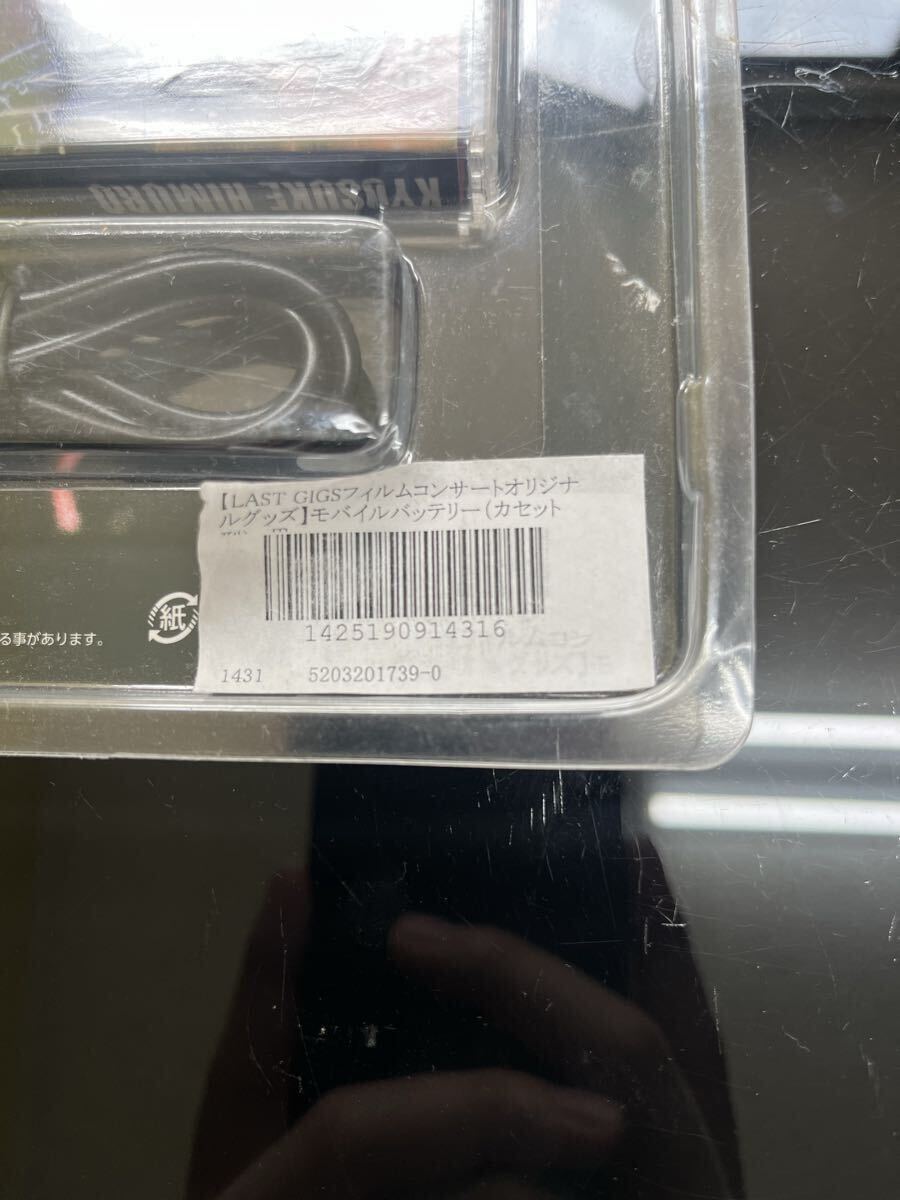 KYOSUKE HIMURO
【LAST GIGSフィルムコンサートオリジナ
ルグッズ】モバイルバッテリー(カセット
1425190914316
1431 5203201739-0
紙
る事があります。